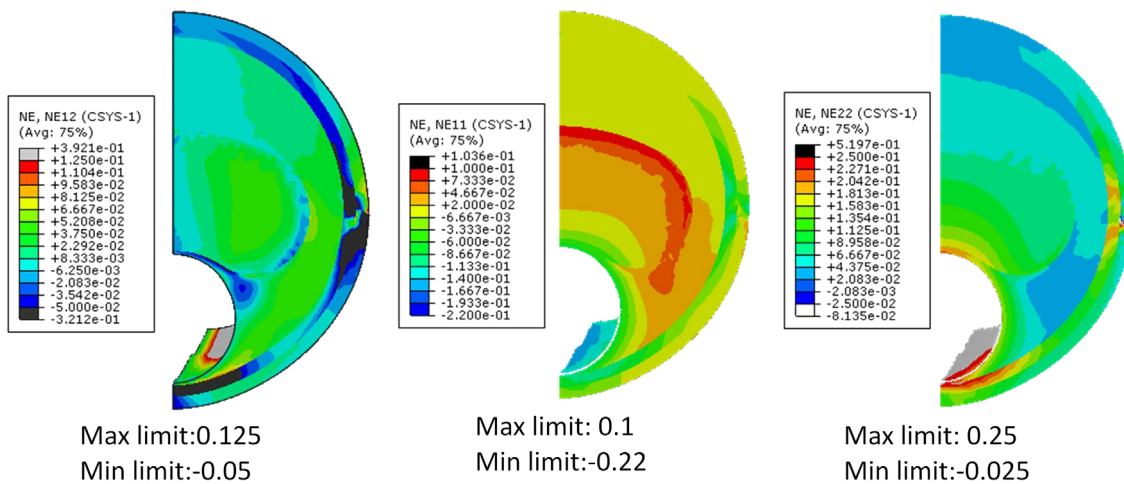 NE, NE12 (CSYS-1)
(Avg: 75%)
+3.921e-01
+1.250e-01
+1.104e-01
+9.583e-02
+8.125e-02
+6.667e-02
+5.208e-02
+3.750e-02
+2.292e-02
+8.333e-03
-6.250e-03
-2.083e-02
-3.542e-02
-5.000e-02
-3.212e-01
Max limit:0.125
Min limit:-0.05
NE, NE11 (CSYS-1)
(Avg: 75%)
+1.036e-01
+1.000e-01
+7.333e-02
+4.667e-02
+2.000e-02
-6.667e-03
-3.333e-02
-6.000e-02
-8.667e-02
-1.133e-01
-1.400e-01
-1.667e-01
-1.933e-01
-2.200e-01
Max limit: 0.1
Min limit:-0.22
NE, NE22 (CSYS-1)
(Avg: 75%)
+5.197e-01
+2.500e-01
+2.271e-01
+2.042e-01
+1.813e-01
+1.583e-01
+1.354e-01
+1.125e-01
+8.958e-02
+6.667e-02
+4.375e-02
+2.083e-02
-2.083e-03
-2.500e-02
-8.135e-02
Max limit: 0.25
Min limit:-0.025